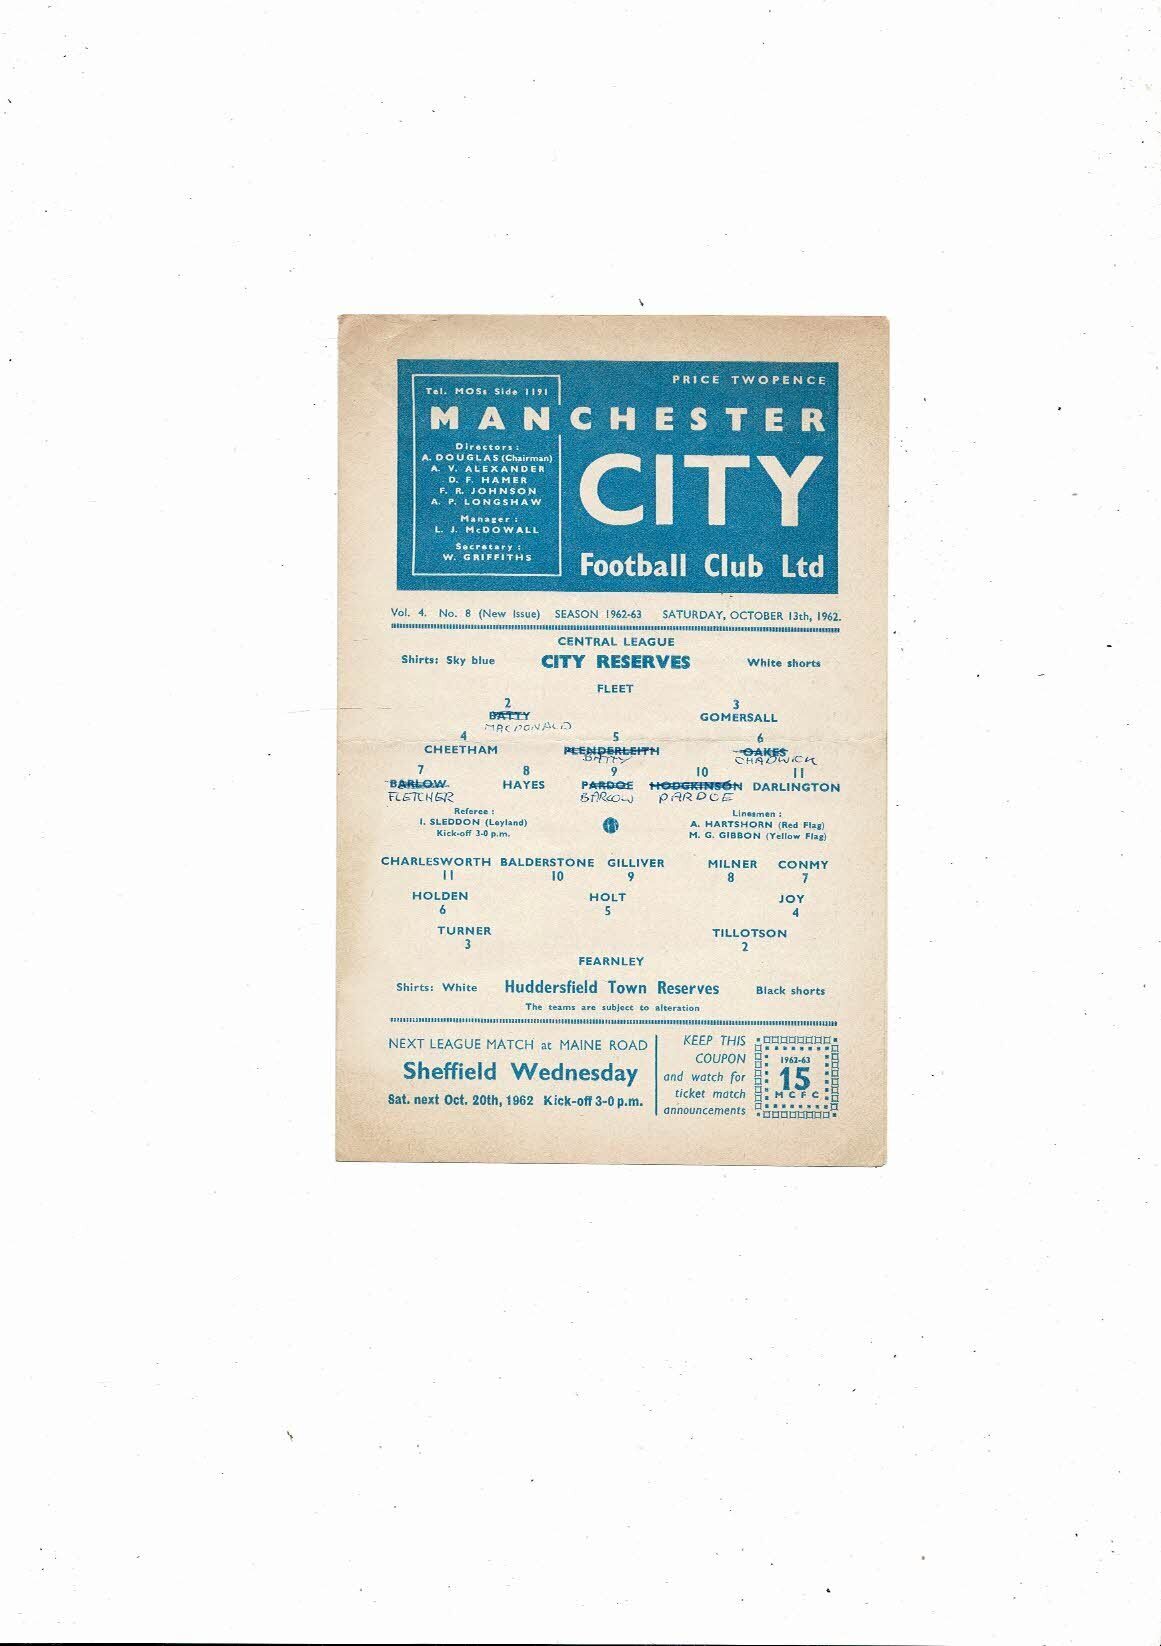 PRICE TWOPENCE
Tel. MOSs Side 1191
MANCHESTER
CITY
Football Club Ltd
Directors:
A. DOUGLAS (Chairman)
A. V. ALEXANDER
D. F. HAMER
F. R. JOHNSON
A. P. LONGSHAW
Manager:
L. J. McDOWALL
Secretary:
W. GRIFFITHS
Vol. 4. No. 8 (New Issue) SEASON 1962-63 SATURDAY, OCTOBER 13th, 1962.
CENTRAL LEAGUE
Shirts: Sky blue CITY RESERVES White shorts
FLEET
2 3
BATTY GOMERSALL
MACDONALD
4 5 6
CHEETHAM PLENDERLEITH OAKES
BATTY CHADWICK
7 8 9 10 11
BARLOW HAYES PARDOE HODGKINSON DARLINGTON
FLETCHER BARLOW PARDOE
Referee:
I. SLEDDON (Leyland)
Kick-off 3-0 p.m.
Linesmen:
A. HARTSHORN (Red Flag)
M. G. GIBBON (Yellow Flag)
CHARLESWORTH BALDERSTONE GILLIVER MILNER CONMY
11 10 9 8 7
HOLDEN HOLT JOY
6 5 4
TURNER TILLOTSON
3 2
FEARNLEY
Shirts: White Huddersfield Town Reserves Black shorts
The teams are subject to alteration
NEXT LEAGUE MATCH at MAINE ROAD
Sheffield Wednesday
Sat. next Oct. 20th, 1962 Kick-off 3-0 p.m.
KEEP THIS
COUPON
and watch for
ticket match
announcements
1962-63
15
MCFC